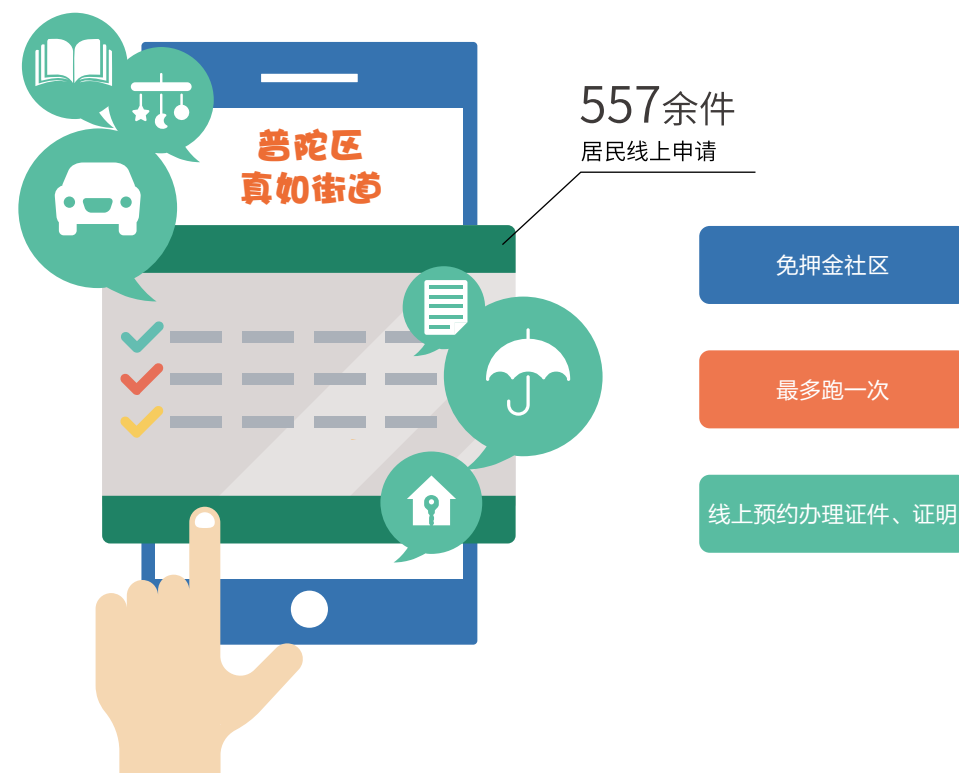 普陀区
真如街道
557余件
居民线上申请
免押金社区
最多跑一次
线上预约办理证件、证明